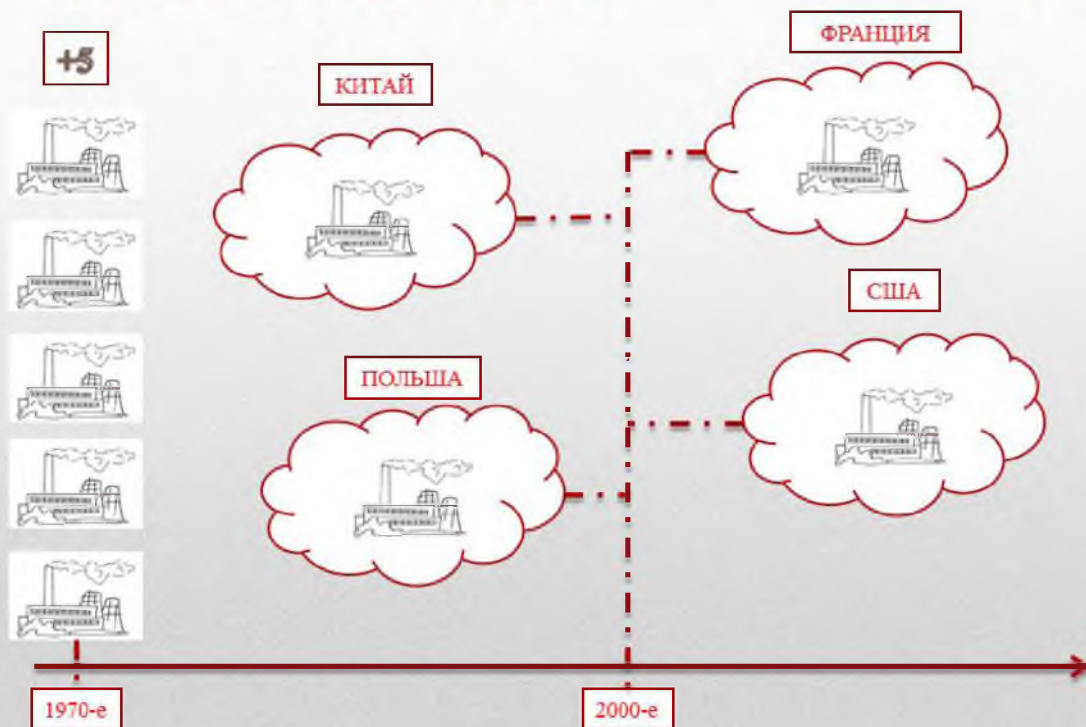 +5
КИТАЙ
ФРАНЦИЯ
ПОЛЬША
США
1970-е
2000-е